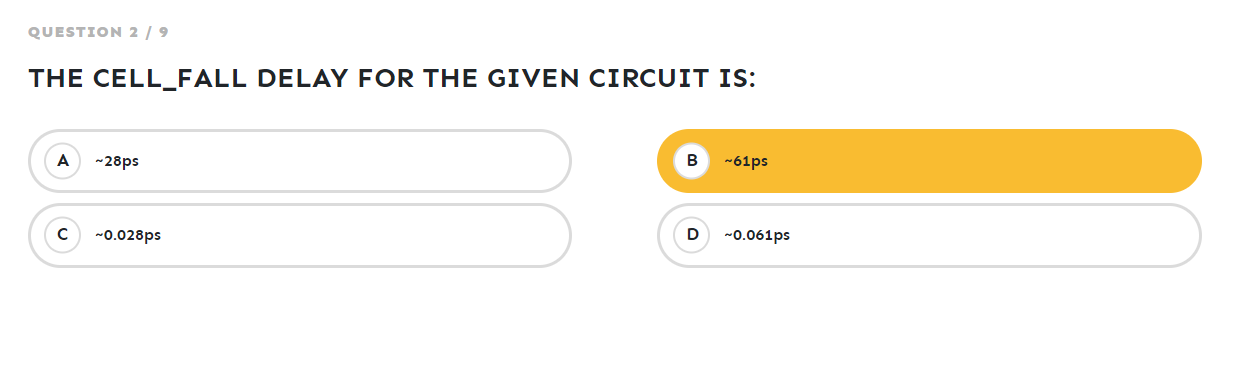 QUESTION 2 / 9
THE CELL_FALL DELAY FOR THE GIVEN CIRCUIT IS:
A ~28ps
B ~61ps
C ~0.028ps
D ~0.061ps